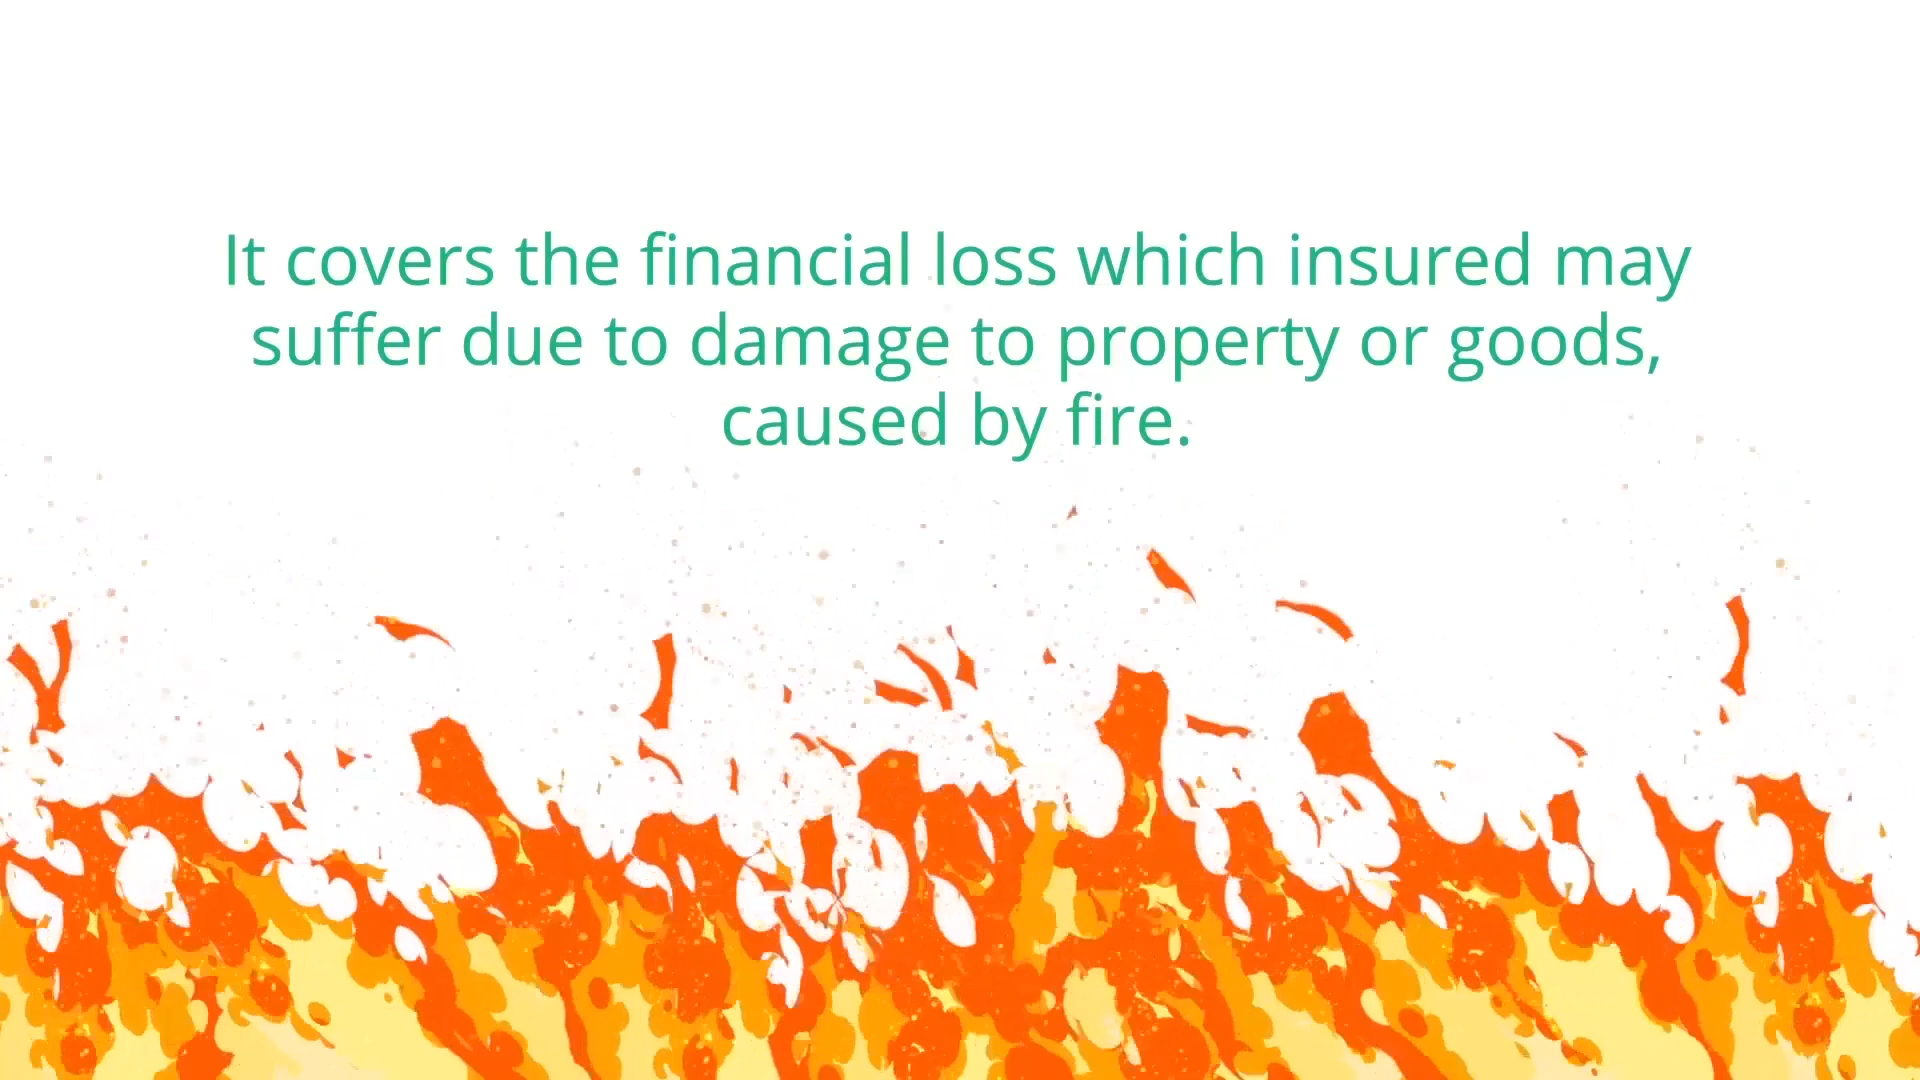 It covers the financial loss which insured may
suffer due to damage to property or goods,
caused by fire.